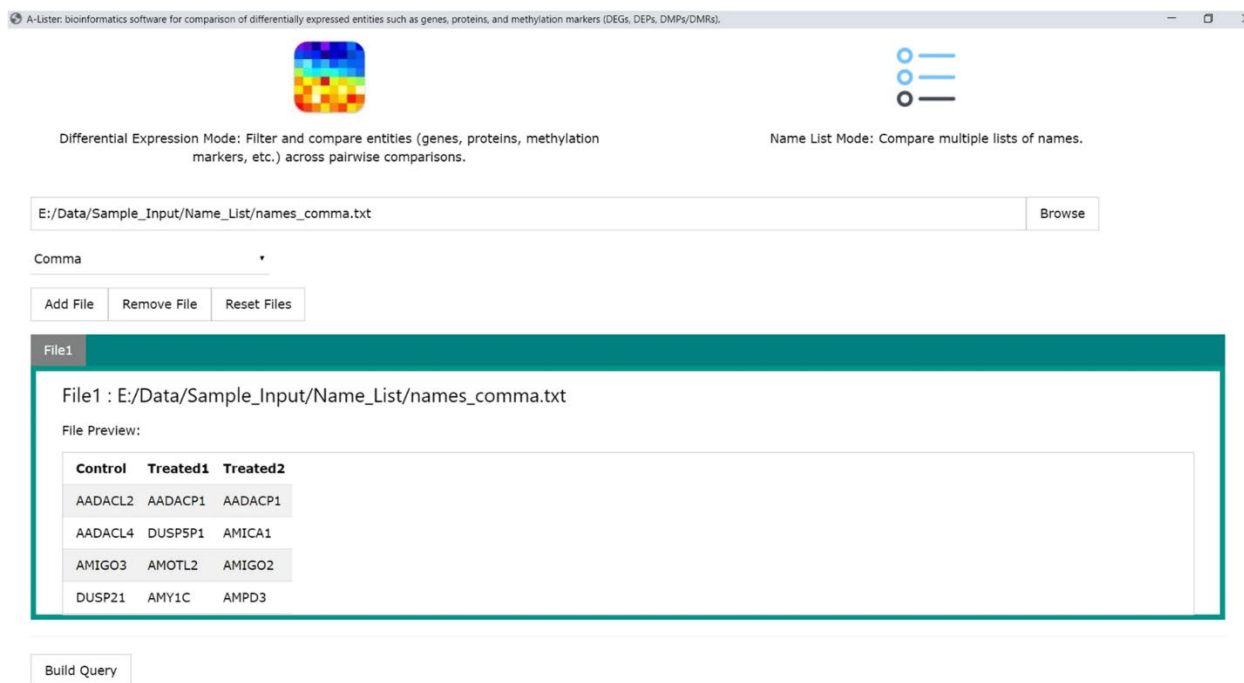 A-Lister: bioinformatics software for comparison of differentially expressed entities such as genes, proteins, and methylation markers (DEGs, DEPs, DMPs/DMRs).
Differential Expression Mode: Filter and compare entities (genes, proteins, methylation
markers, etc.) across pairwise comparisons.
Name List Mode: Compare multiple lists of names.
E:/Data/Sample_Input/Name_List/names_comma.txt
Browse
Comma
Add File Remove File Reset Files
File1
File1 : E:/Data/Sample_Input/Name_List/names_comma.txt
File Preview:
Control Treated1 Treated2
AADACL2 AADACP1 AADACP1
AADACL4 DUSP5P1 AMICA1
AMIGO3 AMOTL2 AMIGO2
DUSP21 AMY1C AMPD3
Build Query